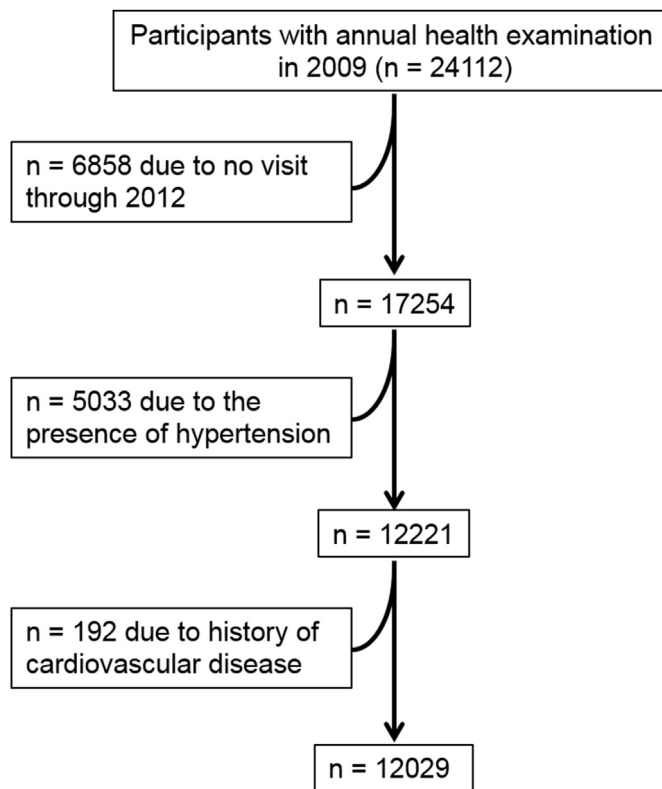 Participants with annual health examination
in 2009 (n = 24112)
n = 6858 due to no visit
through 2012
n = 17254
n = 5033 due to the
presence of hypertension
n = 12221
n = 192 due to history of
cardiovascular disease
n = 12029